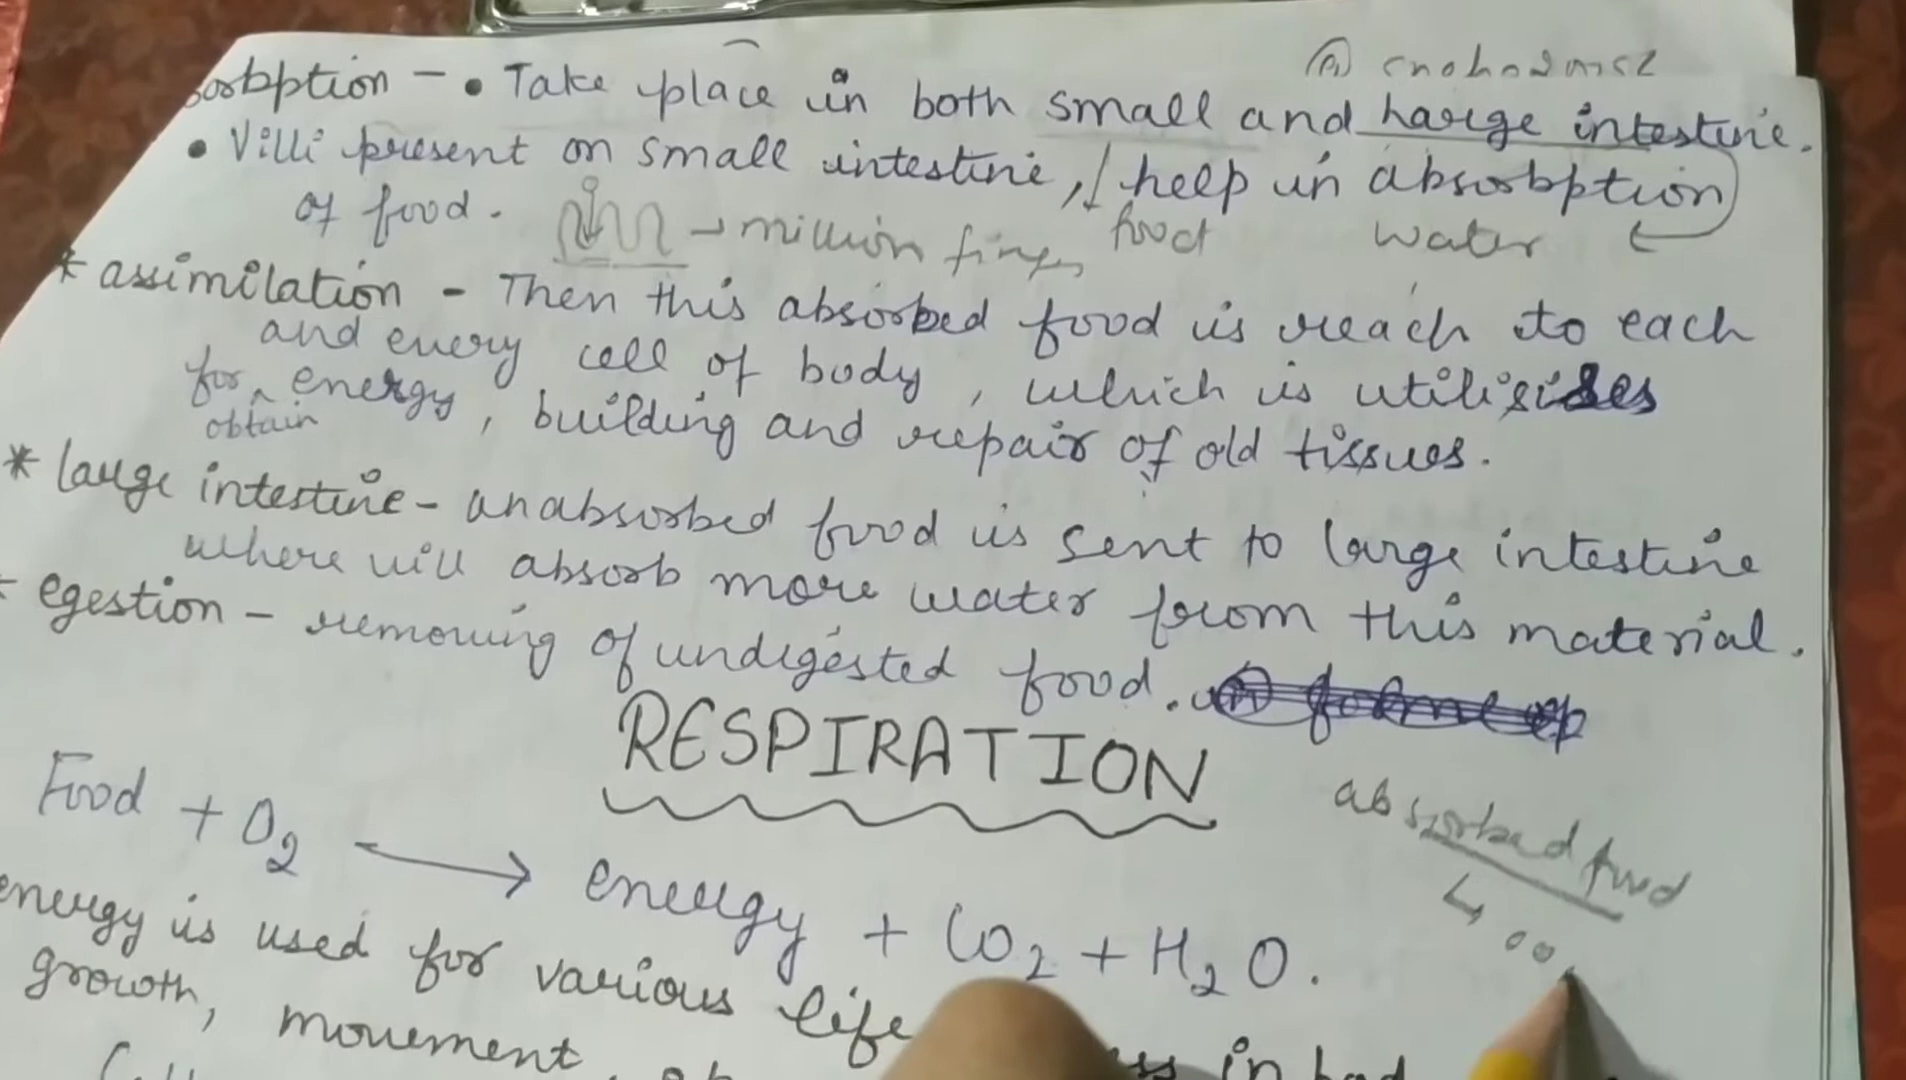 sorbption - • Take place in both small and large intestine.
• Villi present on small intestine, help in absorbption
of food. → million finger food water
* assimilation - Then this absorbed food is reach to each
and every cell of body, which is utilisises
for obtain energy, building and repair of old tissues.
* large intestine - unabsorbed food is sent to large intestine
where will absorb more water from this material.
* egestion - removing of undigested food.
RESPIRATION
absorbed food
Food + O2 → energy + CO2 + H2O.
energy is used for various life in
growth, movement,